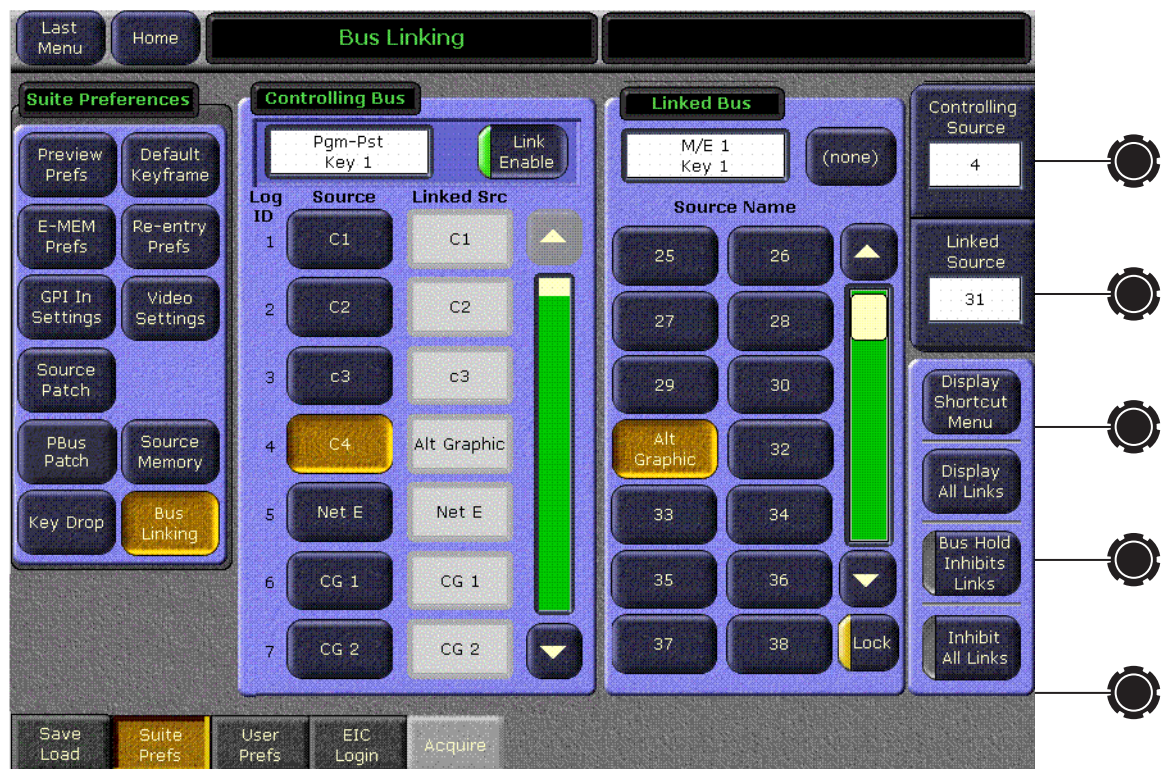 Last
Menu
Home
Bus Linking
Suite Preferences
Preview
Prefs
Default
Keyframe
E-MEM
Prefs
Re-entry
Prefs
GPI In
Settings
Video
Settings
Source
Patch
PBus
Patch
Source
Memory
Key Drop
Bus
Linking
Controlling Bus
Pgm-Pst
Key 1
Link
Enable
Log
ID
Source
Linked Src
1
C1
C1
2
C2
C2
3
c3
c3
4
C4
Alt Graphic
5
Net E
Net E
6
CG 1
CG 1
7
CG 2
CG 2
Linked Bus
M/E 1
Key 1
(none)
Source Name
25
26
27
28
29
30
Alt
Graphic
32
33
34
35
36
37
38
Lock
Controlling
Source
4
Linked
Source
31
Display
Shortcut
Menu
Display
All Links
Bus Hold
Inhibits
Links
Inhibit
All Links
Save
Load
Suite
Prefs
User
Prefs
EIC
Login
Acquire